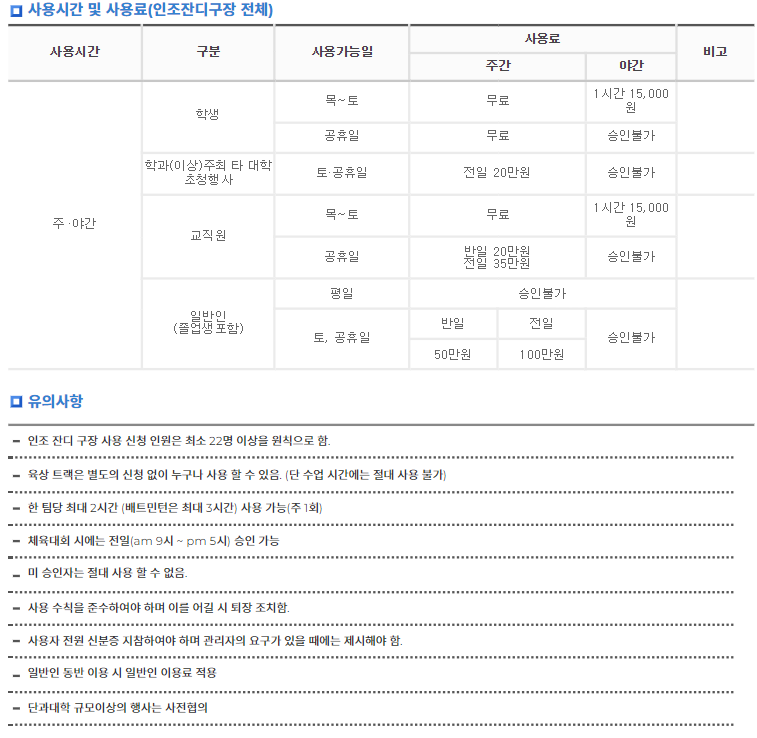 사용시간 및 사용료(인조잔디구장 전체)
사용시간 구분 사용가능일 사용료 비고
주간 야간
주·야간
학생
목~토 무료 1시간 15,000
원
공휴일 무료 승인불가
학과(이상)주최 타 대학
초청행사
토·공휴일 전일 20만원 승인불가
교직원
목~토 무료 1시간 15,000
원
공휴일
반일 20만원
전일 35만원
승인불가
일반인
(졸업생포함)
평일 승인불가
토, 공휴일 반일 전일 승인불가
50만원 100만원
유의사항
- 인조 잔디 구장 사용 신청 인원은 최소 22명 이상을 원칙으로 함.
- 육상 트랙은 별도의 신청 없이 누구나 사용 할 수 있음. (단 수업 시간에는 절대 사용 불가)
- 한 팀당 최대 2시간 (배트민턴은 최대 3시간) 사용 가능(주 1회)
- 체육대회 시에는 전일(am 9시 ~ pm 5시) 승인 가능
- 미 승인자는 절대 사용 할 수 없음.
- 사용 수칙을 준수하여야 하며 이를 어길 시 퇴장 조치함.
- 사용자 전원 신분증 지참하여야 하며 관리자의 요구가 있을 때에는 제시해야 함.
- 일반인 동반 이용 시 일반인 이용료 적용
- 단과대학 규모이상의 행사는 사전협의